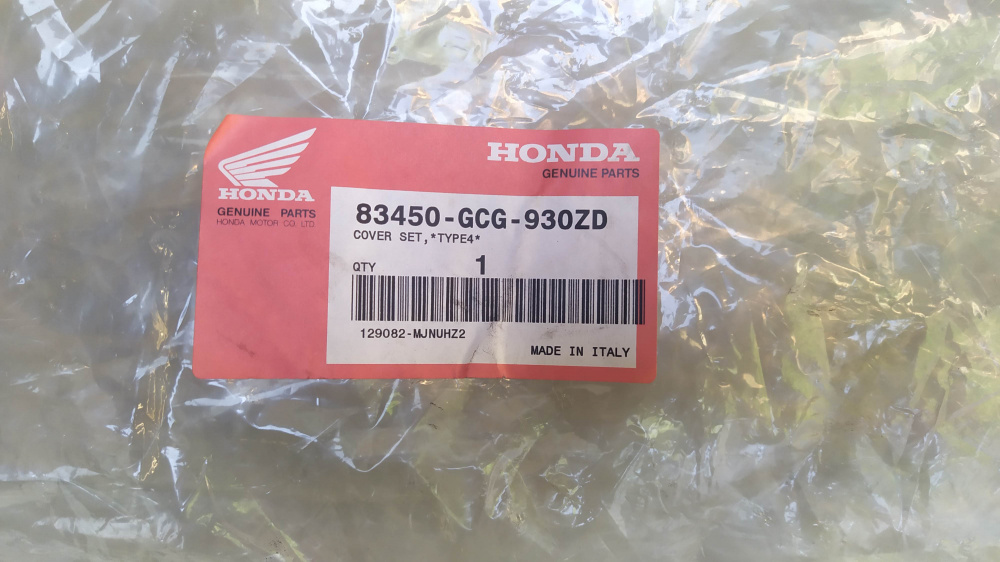 HONDA
GENUINE PARTS
HONDA MOTOR CO. LTD
HONDA
GENUINE PARTS
83450-GCG-930ZD
COVER SET,*TYPE4*
QTY 1
129082-MJNUHZ2
MADE IN ITALY